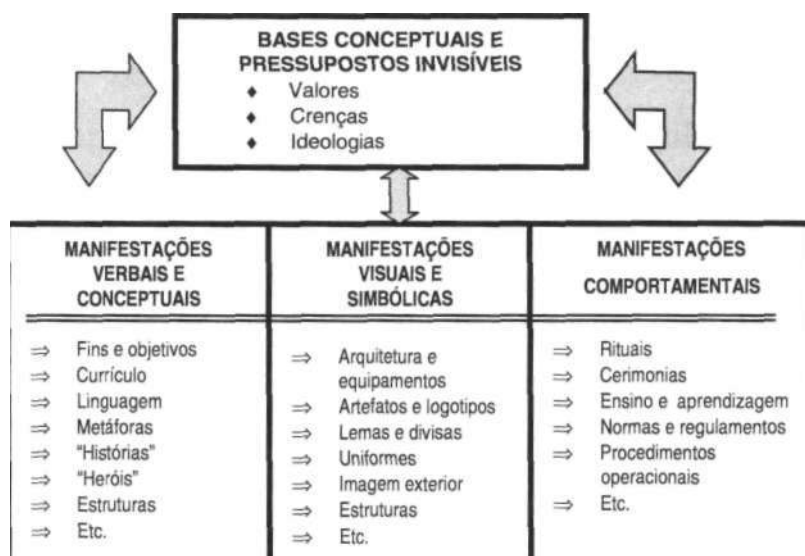 BASES CONCEPTUAIS E
PRESSUPOSTOS INVISÍVEIS
♦ Valores
♦ Crenças
♦ Ideologias
MANIFESTAÇÕES
VERBAIS E
CONCEPTUAIS
⇒ Fins e objetivos
⇒ Currículo
⇒ Linguagem
⇒ Metáforas
⇒ "Histórias"
⇒ "Heróis"
⇒ Estruturas
⇒ Etc.
MANIFESTAÇÕES
VISUAIS E
SIMBÓLICAS
⇒ Arquitetura e
equipamentos
⇒ Artefatos e logotipos
⇒ Lemas e divisas
⇒ Uniformes
⇒ Imagem exterior
⇒ Estruturas
⇒ Etc.
MANIFESTAÇÕES
COMPORTAMENTAIS
⇒ Rituais
⇒ Cerimonias
⇒ Ensino e aprendizagem
⇒ Normas e regulamentos
⇒ Procedimentos
operacionais
⇒ Etc.